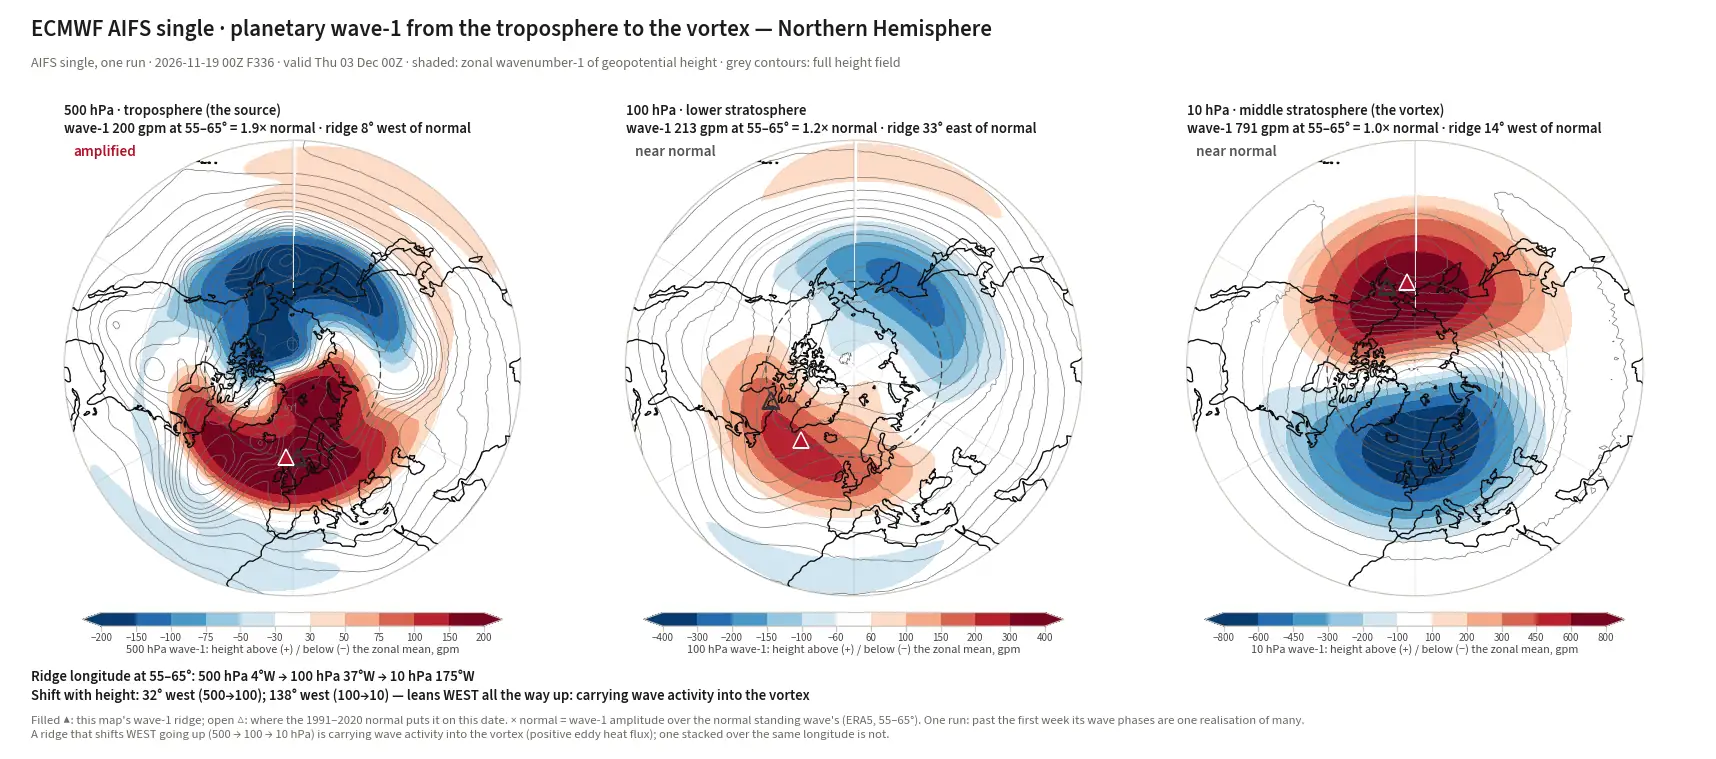 ECMWF AIFS single · planetary wave-1 from the troposphere to the vortex — Northern Hemisphere
AIFS single, one run · 2026-11-19 00Z F336 · valid Thu 03 Dec 00Z · shaded: zonal wavenumber-1 of geopotential height · grey contours: full height field
500 hPa · troposphere (the source)
wave-1 200 gpm at 55–65° = 1.9× normal · ridge 8° west of normal
amplified
100 hPa · lower stratosphere
wave-1 213 gpm at 55–65° = 1.2× normal · ridge 33° east of normal
near normal
10 hPa · middle stratosphere (the vortex)
wave-1 791 gpm at 55–65° = 1.0× normal · ridge 14° west of normal
near normal
−200 −150 −100 −75 −50 −30 30 50 75 100 150 200
500 hPa wave-1: height above (+) / below (−) the zonal mean, gpm
−400 −300 −200 −150 −100 −60 60 100 150 200 300 400
100 hPa wave-1: height above (+) / below (−) the zonal mean, gpm
−800 −600 −450 −300 −200 −100 100 200 300 450 600 800
10 hPa wave-1: height above (+) / below (−) the zonal mean, gpm
Ridge longitude at 55–65°: 500 hPa 4°W → 100 hPa 37°W → 10 hPa 175°W
Shift with height: 32° west (500→100); 138° west (100→10) — leans WEST all the way up: carrying wave activity into the vortex
Filled ▲: this map's wave-1 ridge; open △: where the 1991–2020 normal puts it on this date. × normal = wave-1 amplitude over the normal standing wave's (ERA5, 55–65°). One run: past the first week its wave phases are one realisation of many.
A ridge that shifts WEST going up (500 → 100 → 10 hPa) is carrying wave activity into the vortex (positive eddy heat flux); one stacked over the same longitude is not.